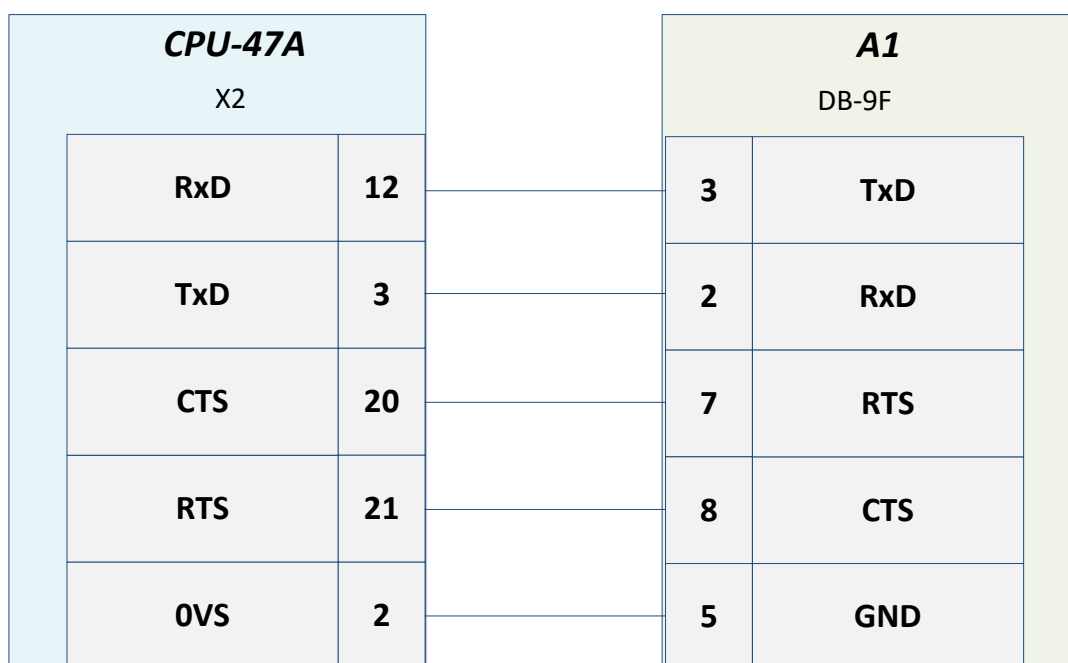 CPU-47A A1
X2 DB-9F
RxD 12 3 TxD
TxD 3 2 RxD
CTS 20 7 RTS
RTS 21 8 CTS
0VS 2 5 GND